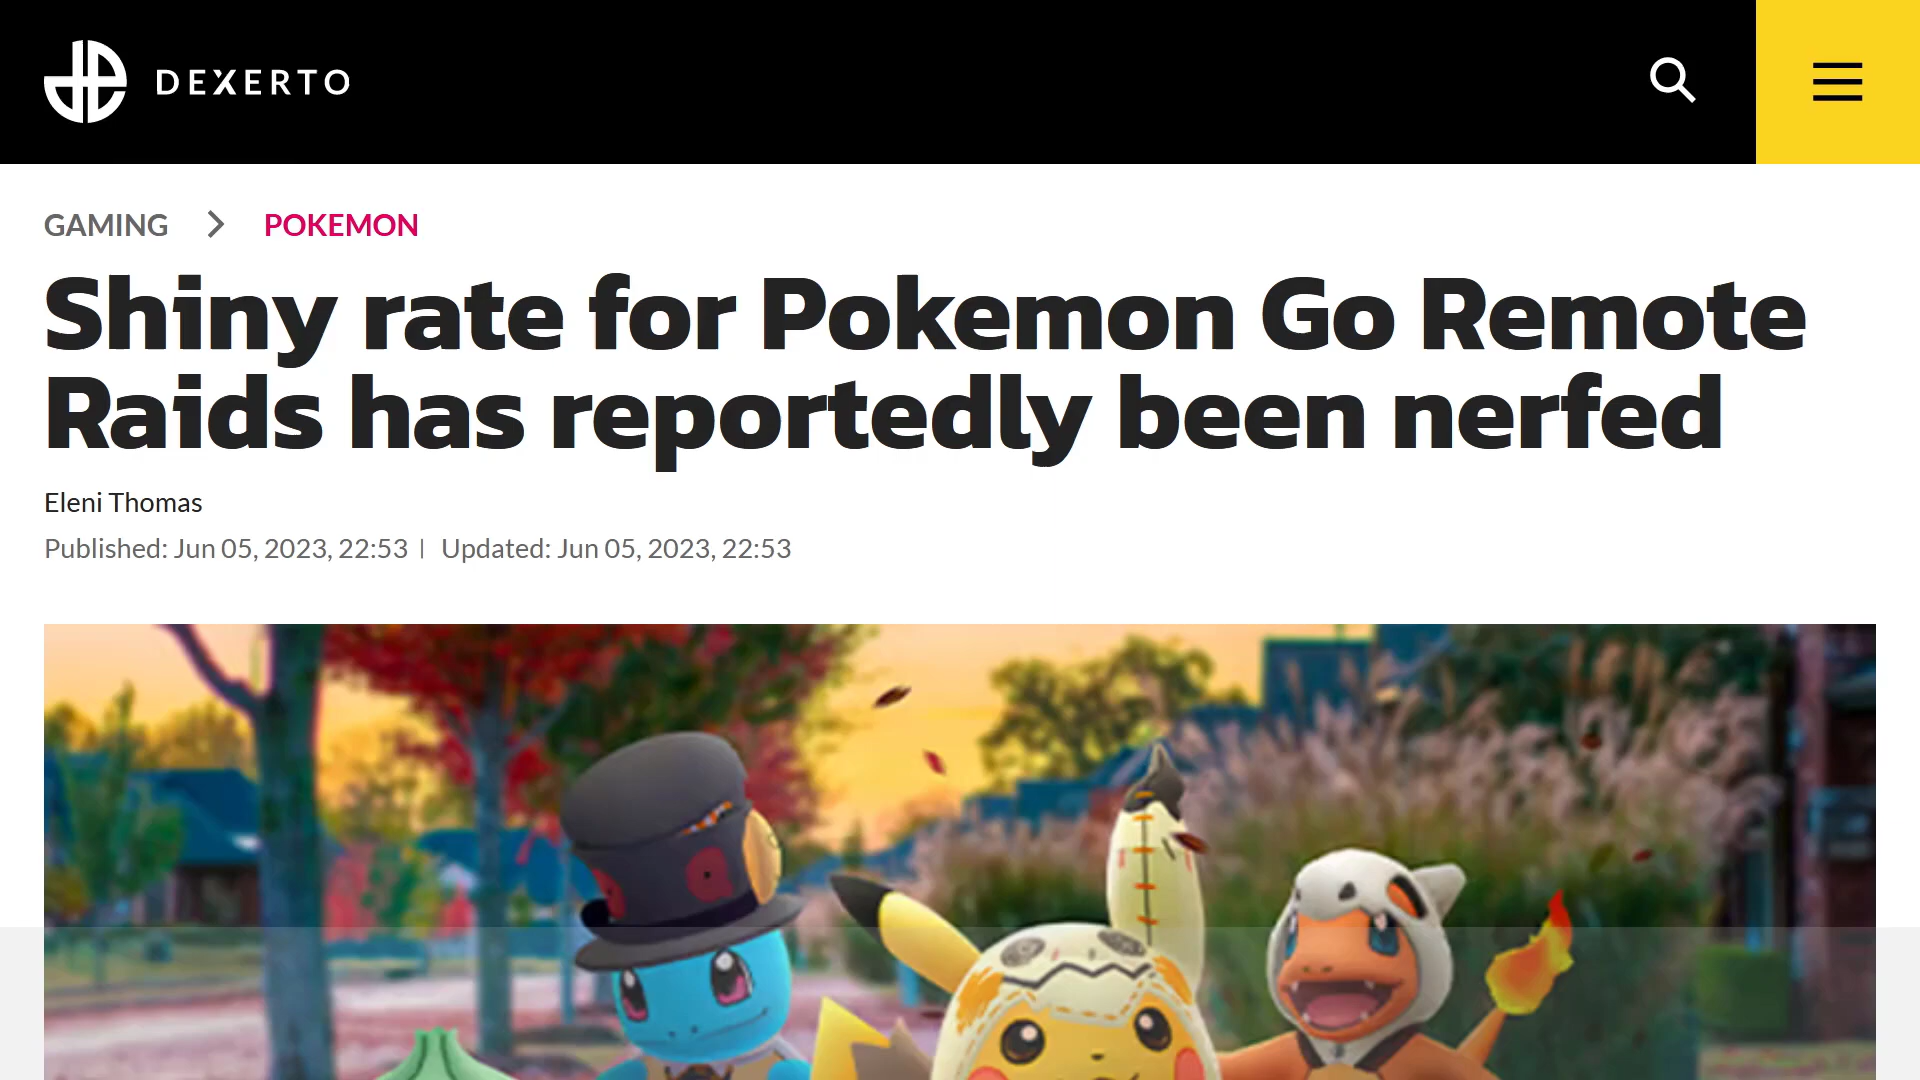 DEXERTO
GAMING > POKEMON
Shiny rate for Pokemon Go Remote
Raids has reportedly been nerfed
Eleni Thomas
Published: Jun 05, 2023, 22:53 | Updated: Jun 05, 2023, 22:53